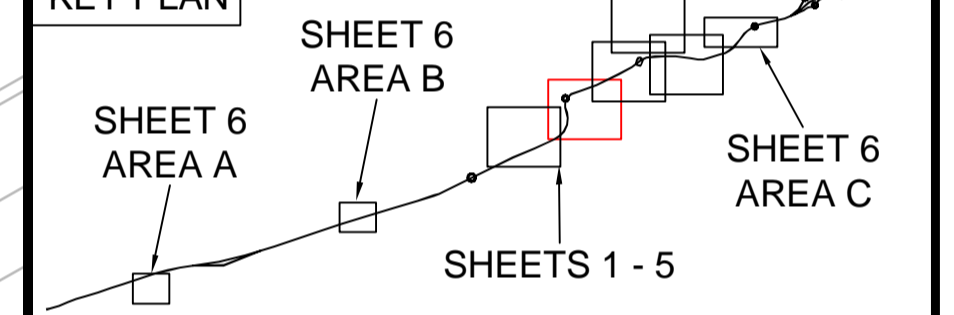 KEY PLAN
SHEET 6
AREA B
SHEET 6
AREA A
SHEET 6
AREA C
SHEETS 1 - 5